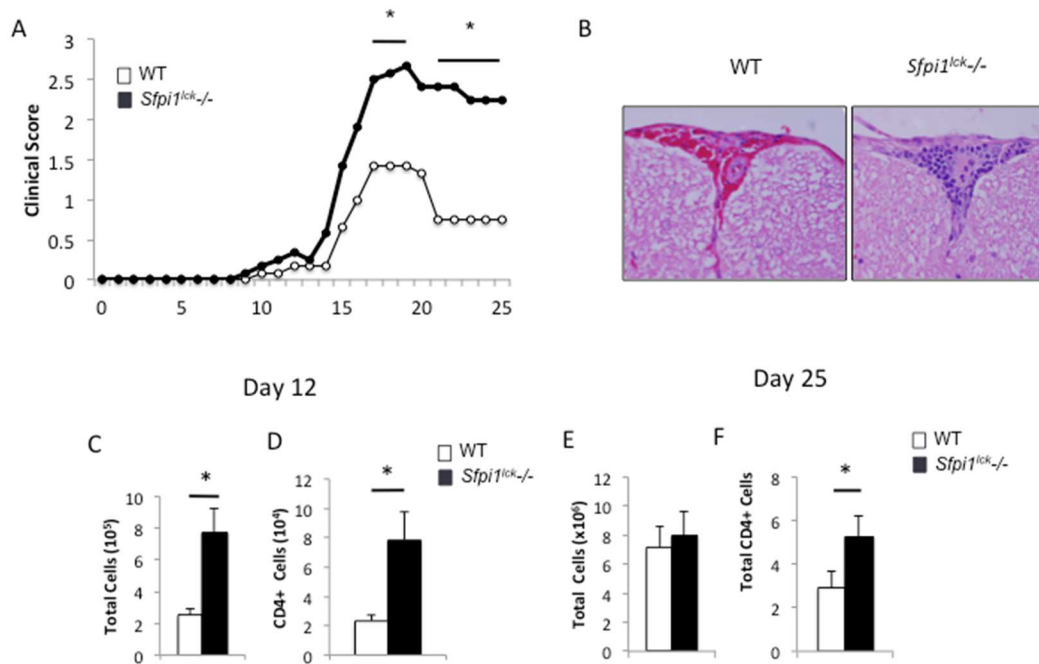 A
*
*
3
2.5
2
1.5
1
0.5
0
Clinical Score
WT
Sfpi1lck-/-
0 5 10 15 20 25
B
WT Sfpi1lck-/-
Day 12
C
Total Cells (10⁵)
10
8
6
4
2
0
*
D
CD4+ Cells (10⁴)
12
10
8
6
4
2
0
*
WT
Sfpi1lck-/-
Day 25
E
Total Cells (x10⁶)
12
10
8
6
4
2
0
F
Total CD4+ Cells
8
6
4
2
0
*
WT
Sfpi1lck-/-